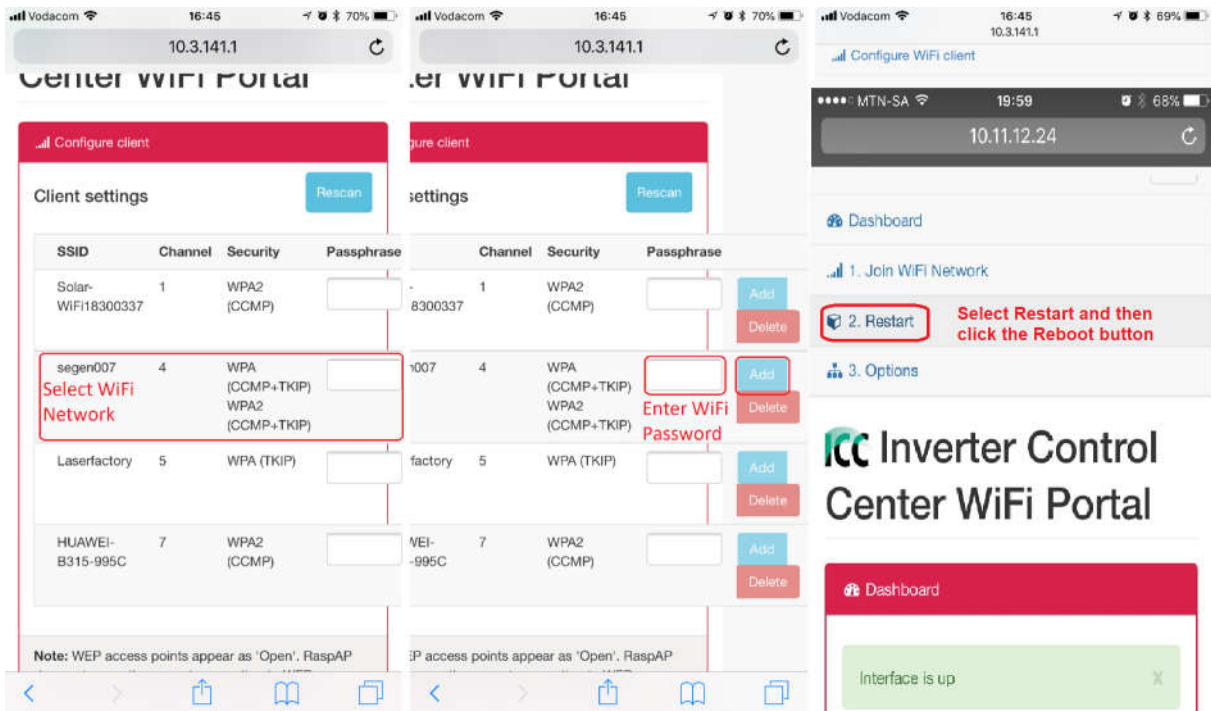 Vodacom 16:45 70%
10.3.141.1
Center WiFi Portal
Configure client
Client settings
Rescan
SSID Channel Security Passphrase
Solar- 1 WPA2
WiFi18300337 (CCMP)
segen007 4 WPA
Select WiFi (CCMP+TKIP)
Network WPA2
(CCMP+TKIP)
Laserfactory 5 WPA (TKIP)
HUAWEI- 7 WPA2
B315-995C (CCMP)
Note: WEP access points appear as 'Open'. RaspAP
Vodacom 16:45 70%
10.3.141.1
er WiFi Portal
gure client
settings
Rescan
Channel Security Passphrase
- 1 WPA2 Add
8300337 (CCMP) Delete
n007 4 WPA Add
(CCMP+TKIP)
WPA2 Enter WiFi Delete
(CCMP+TKIP) Password
factory 5 WPA (TKIP) Add
Delete
WEI- 7 WPA2 Add
-995C (CCMP) Delete
EP access points appear as 'Open'. RaspAP
Vodacom 16:45 69%
10.3.141.1
Configure WiFi client
MTN-SA 19:59 68%
10.11.12.24
Dashboard
1. Join WiFi Network
2. Restart
Select Restart and then
click the Reboot button
3. Options
ICC Inverter Control
Center WiFi Portal
Dashboard
Interface is up X